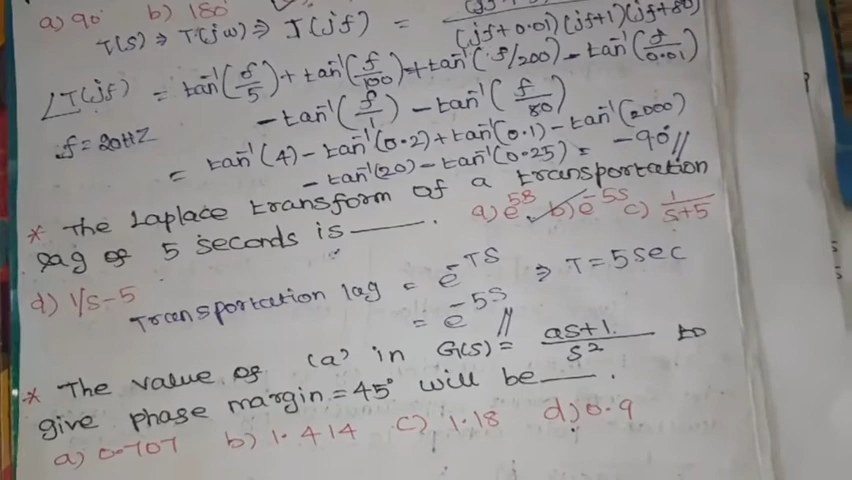 a) 90° b) 180
T(s) ⇒ T(jω) ⇒ T(jf) =
(jf+0.01)(jf+1)(jf+80)
∠T(jf) = tan⁻¹(f/5) + tan⁻¹(f/100) + tan⁻¹(f/200) - tan⁻¹(f/0.01)
- tan⁻¹(f/1) - tan⁻¹(f/80)
f = 20HZ
= tan⁻¹(4) - tan⁻¹(0.2) + tan⁻¹(0.1) - tan⁻¹(2000)
- tan⁻¹(20) - tan⁻¹(0.25) = -90° //
* The Laplace transform of a transportation
lag of 5 seconds is ——. a) e^5s b) e^-5s c) 1/s+5
d) 1/s-5
Transportation lag = e^-TS ⇒ T = 5sec
= e^-5s //
* The value of 'a' in G(s) = as+1/s² to
give phase margin = 45° will be ——.
a) 0.707 b) 1.414 c) 1.18 d) 0.9